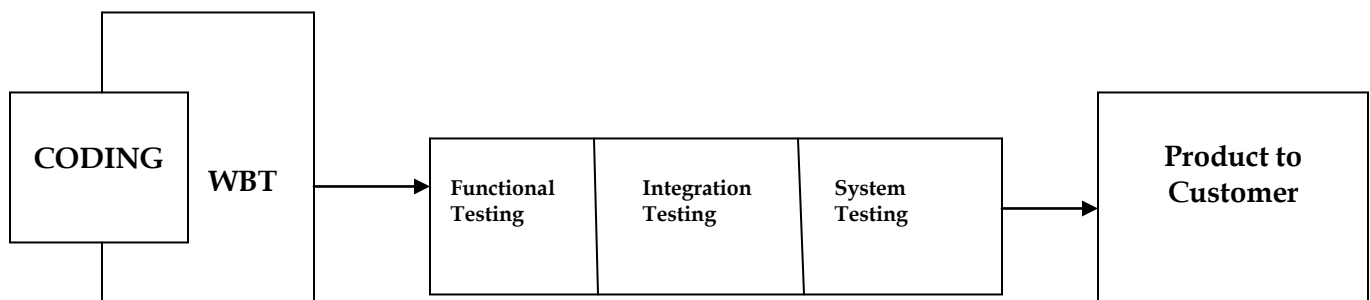 CODING
WBT
Functional
Testing
Integration
Testing
System
Testing
Product to
Customer